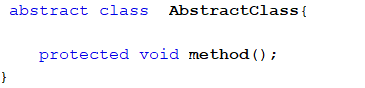 abstract class  AbstractClass{
    protected void method();
}